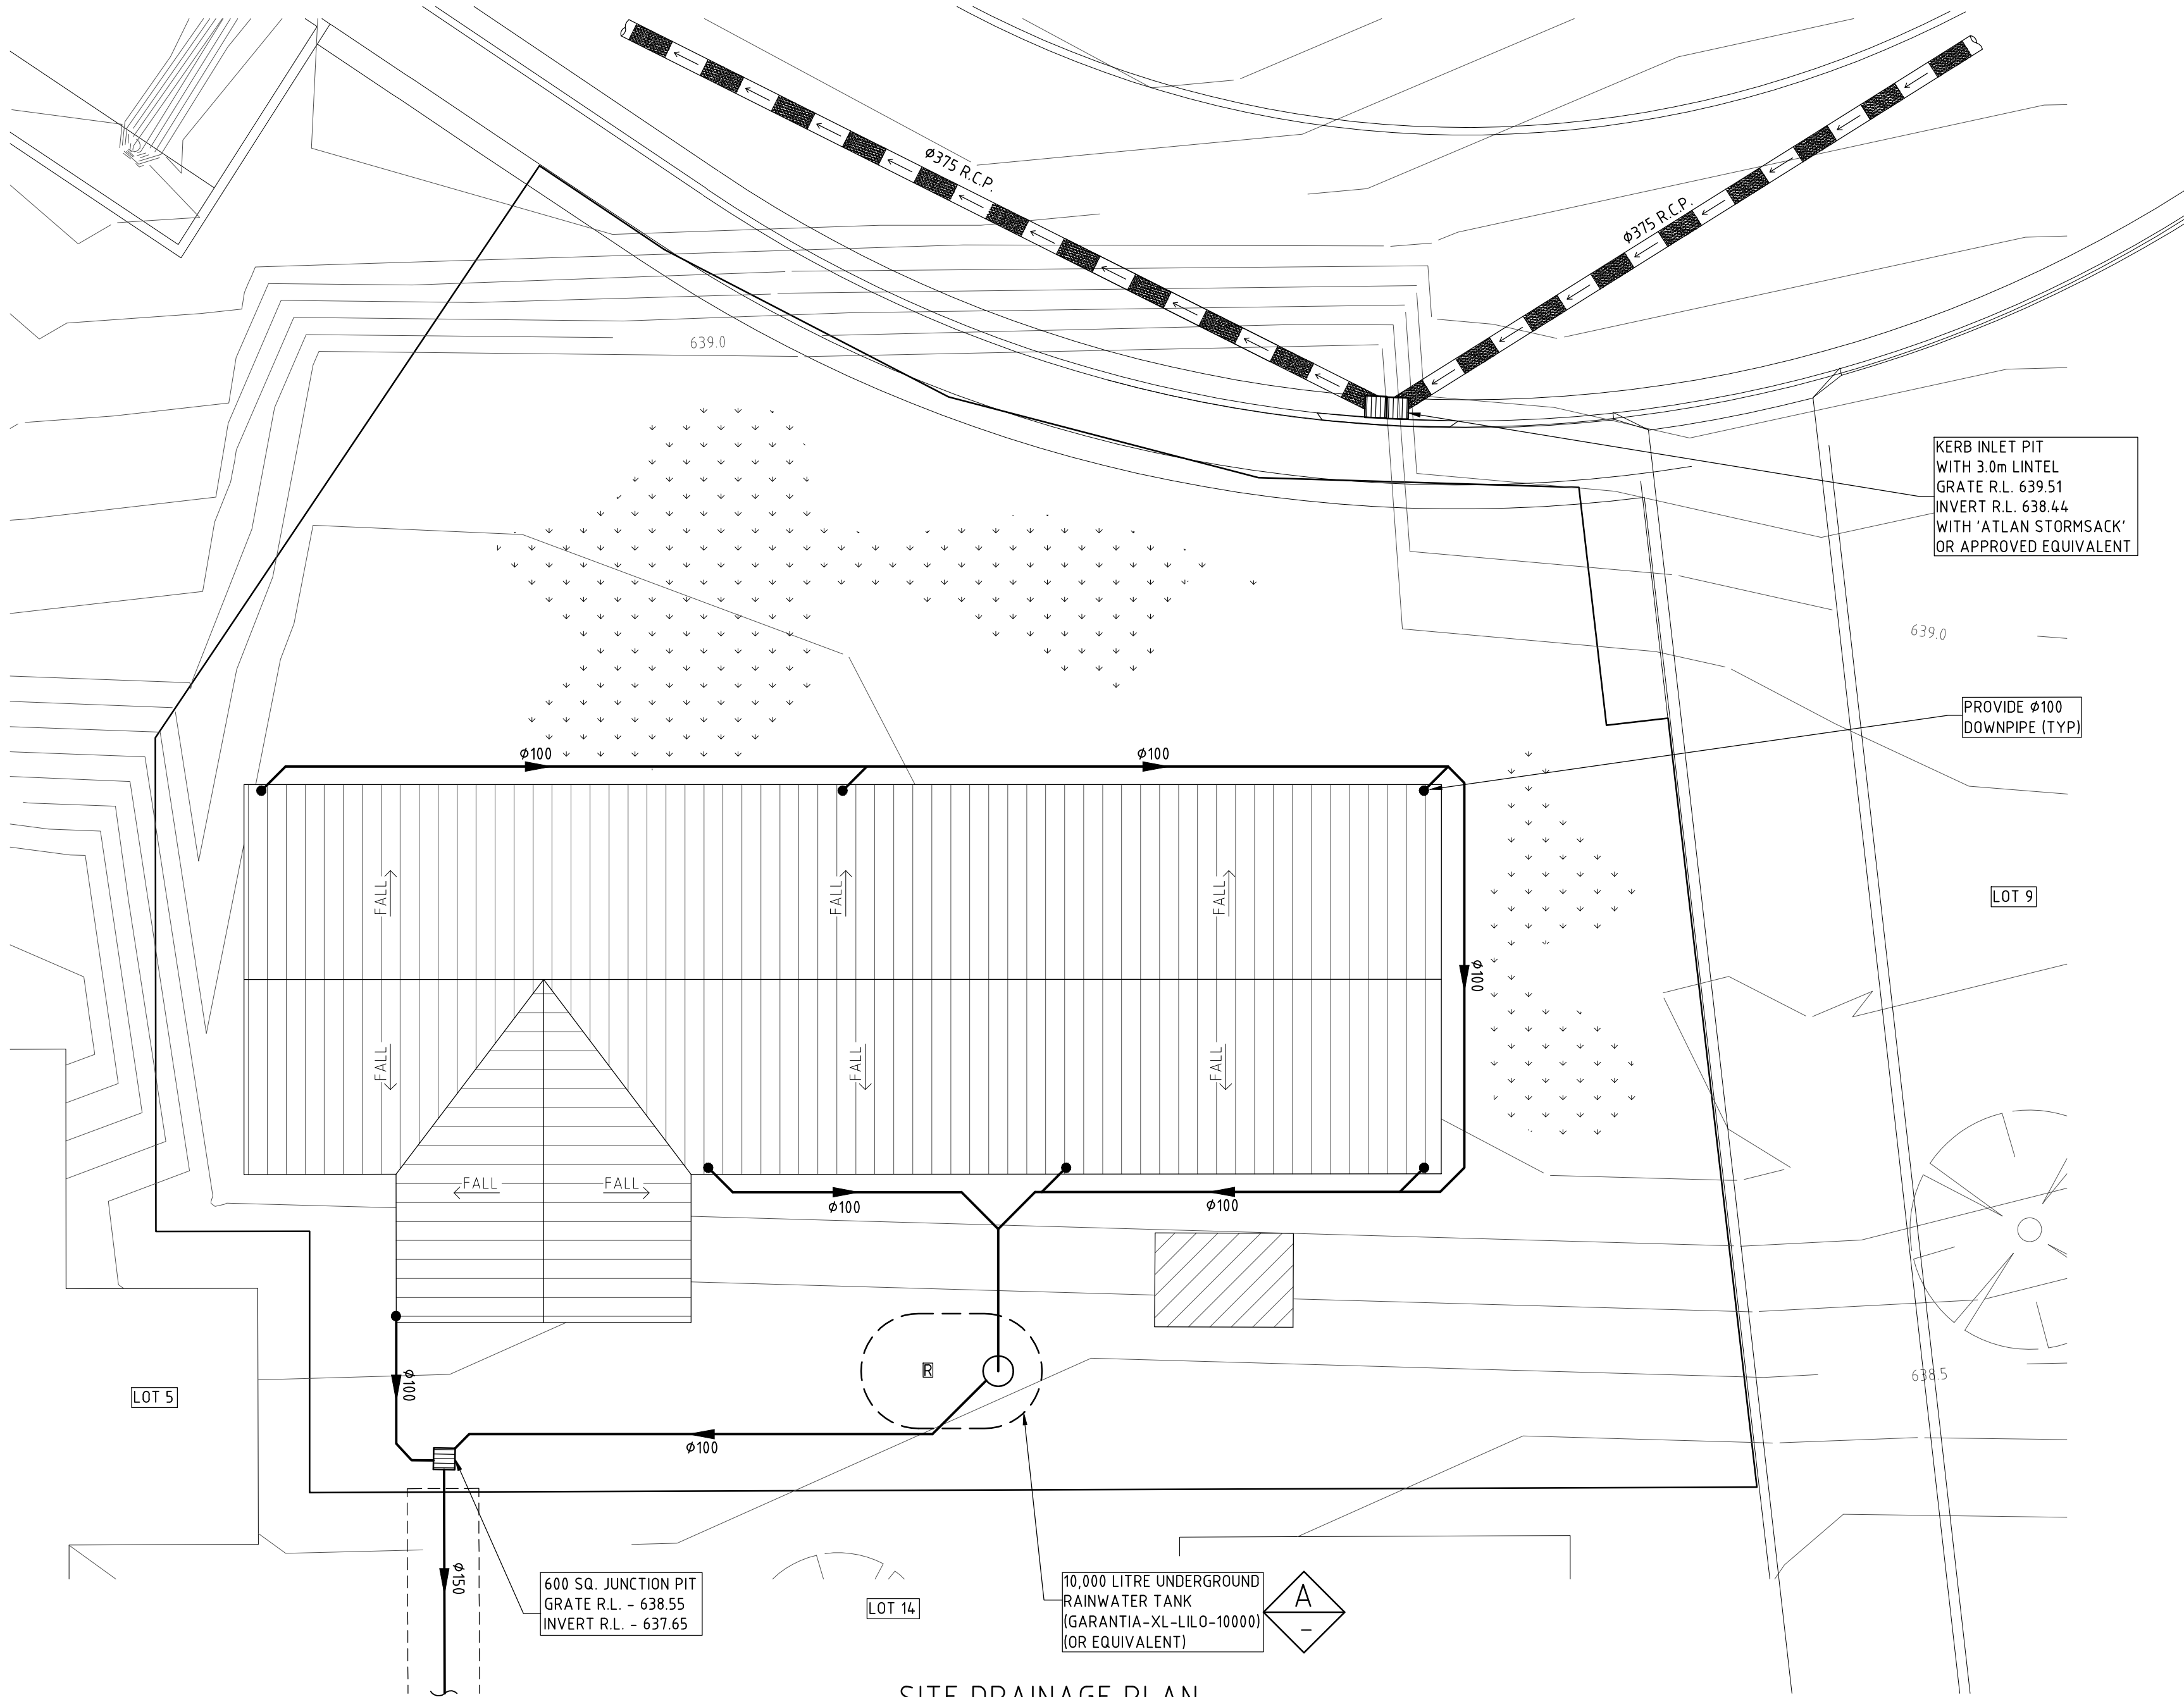 Ø375 R.C.P.
Ø375 R.C.P.
639.0
KERB INLET PIT
WITH 3.0m LINTEL
GRATE R.L. 639.51
INVERT R.L. 638.44
WITH 'ATLAN STORMSACK'
OR APPROVED EQUIVALENT
639.0
PROVIDE Ø100
DOWNPIPE (TYP)
Ø100
Ø100
FALL
FALL
FALL
LOT 9
Ø100
FALL
FALL
FALL
FALL
FALL
Ø100
Ø100
R
638.5
LOT 5
Ø100
Ø100
Ø150
600 SQ. JUNCTION PIT
GRATE R.L. - 638.55
INVERT R.L. - 637.65
LOT 14
10,000 LITRE UNDERGROUND
RAINWATER TANK
(GARANTIA-XL-LILO-10000)
(OR EQUIVALENT)
A
-
SITE DRAINAGE PLAN